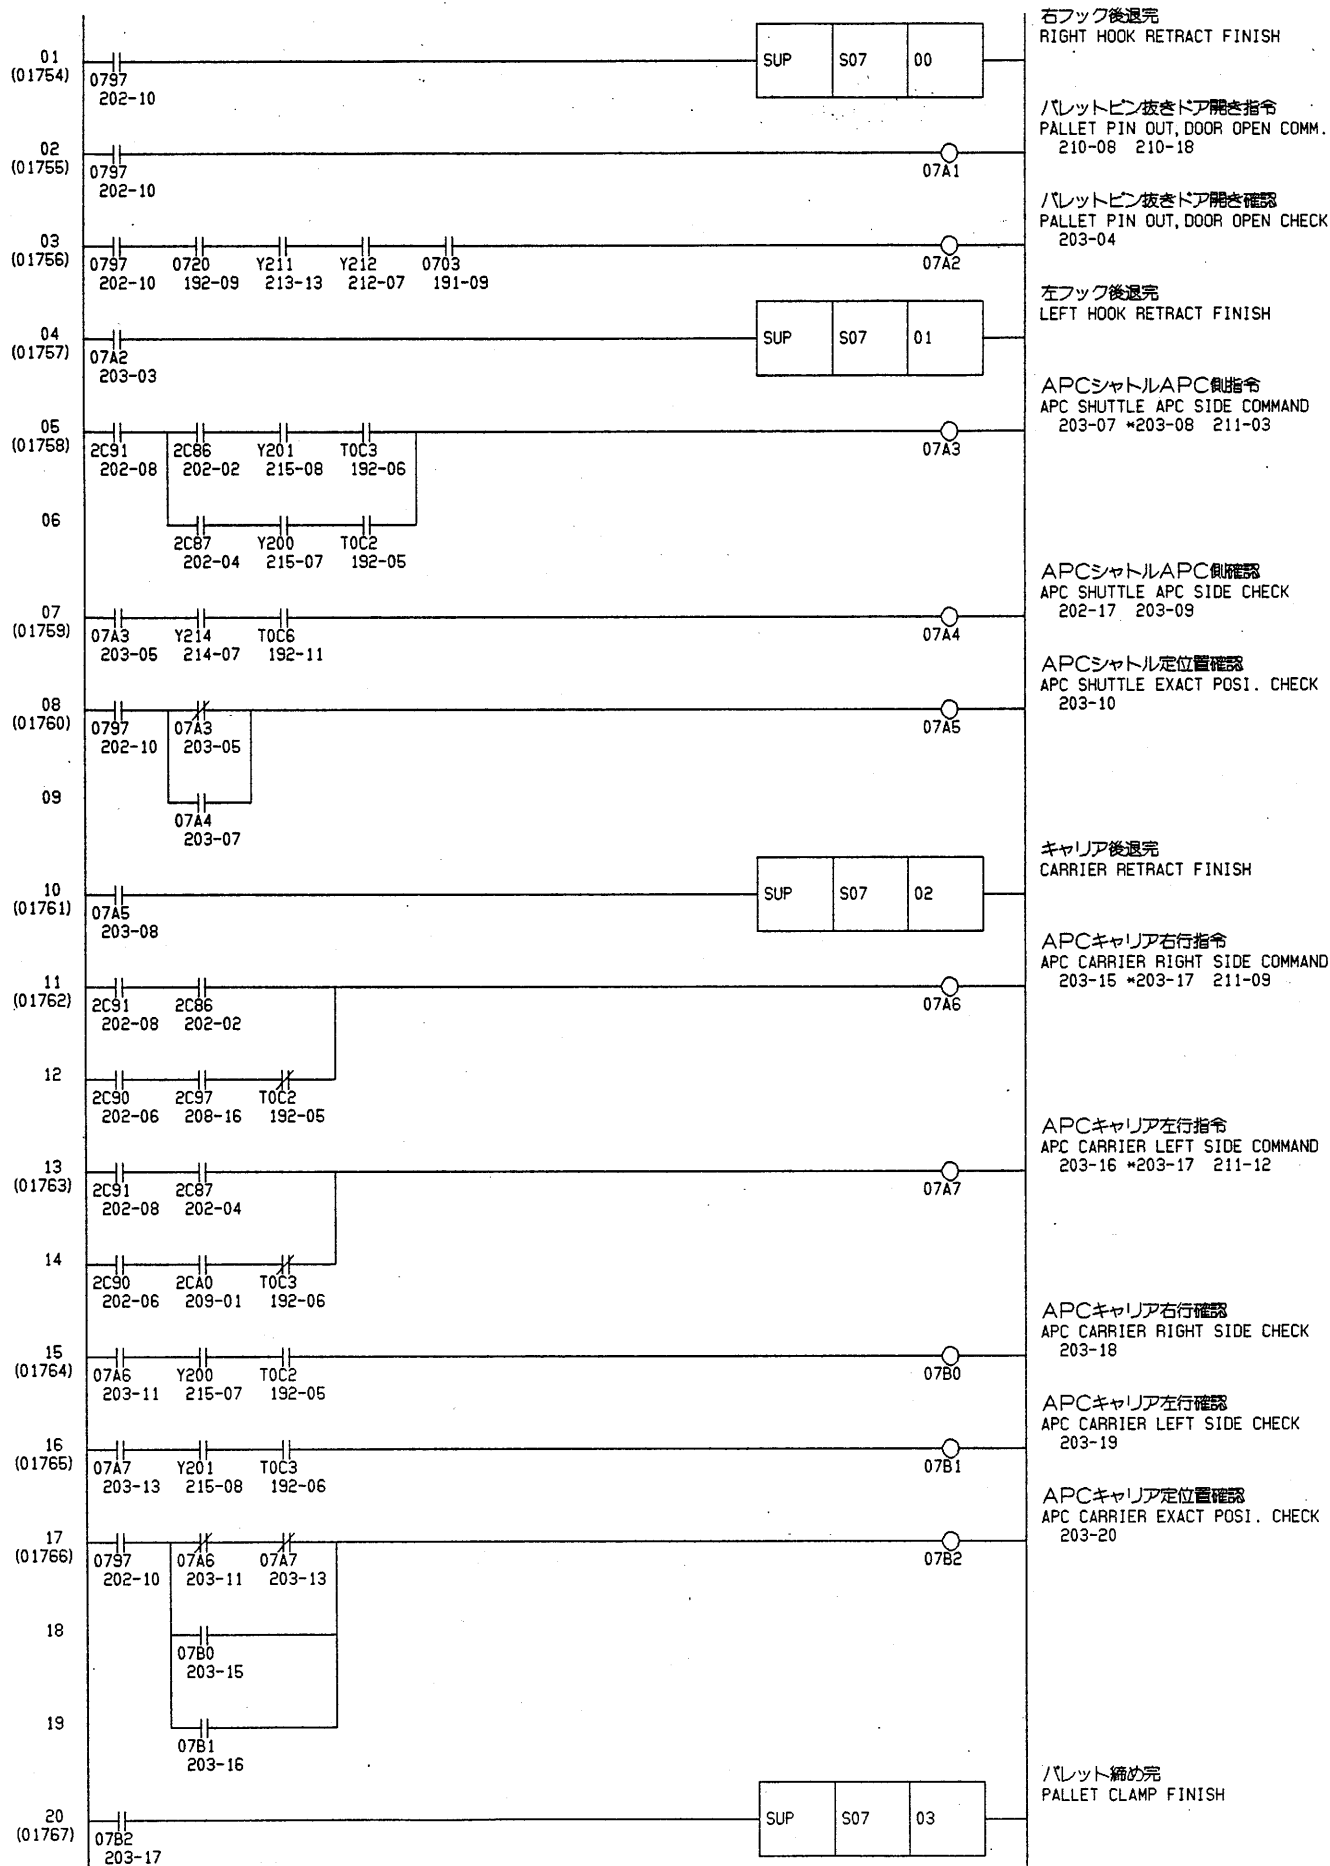 右フック後退完
RIGHT HOOK RETRACT FINISH
01
(01754)
0797
202-10
SUP S07 00
パレットピン抜きドア開き指令
PALLET PIN OUT,DOOR OPEN COMM.
210-08 210-18
02
(01755)
0797
202-10
07A1
パレットピン抜きドア開き確認
PALLET PIN OUT,DOOR OPEN CHECK
203-04
03
(01756)
0797 0720 Y211 Y212 0703
202-10 192-09 213-13 212-07 191-09
07A2
左フック後退完
LEFT HOOK RETRACT FINISH
04
(01757)
07A2
203-03
SUP S07 01
APCシャトルAPC側指令
APC SHUTTLE APC SIDE COMMAND
203-07 *203-08 211-03
05
(01758)
2C91 2C86 Y201 T0C3
202-08 202-02 215-08 192-06
07A3
06
2C87 Y200 T0C2
202-04 215-07 192-05
APCシャトルAPC側確認
APC SHUTTLE APC SIDE CHECK
202-17 203-09
07
(01759)
07A3 Y214 T0C6
203-05 214-07 192-11
07A4
APCシャトル定位置確認
APC SHUTTLE EXACT POSI. CHECK
203-10
08
(01760)
0797 07A3
202-10 203-05
07A5
09
07A4
203-07
キャリア後退完
CARRIER RETRACT FINISH
10
(01761)
07A5
203-08
SUP S07 02
APCキャリア右行指令
APC CARRIER RIGHT SIDE COMMAND
203-15 *203-17 211-09
11
(01762)
2C91 2C86
202-08 202-02
07A6
12
2C90 2C97 T0C2
202-06 208-16 192-05
APCキャリア左行指令
APC CARRIER LEFT SIDE COMMAND
203-16 *203-17 211-12
13
(01763)
2C91 2C87
202-08 202-04
07A7
14
2C90 2CA0 T0C3
202-06 209-01 192-06
APCキャリア右行確認
APC CARRIER RIGHT SIDE CHECK
203-18
15
(01764)
07A6 Y200 T0C2
203-11 215-07 192-05
07B0
APCキャリア左行確認
APC CARRIER LEFT SIDE CHECK
203-19
16
(01765)
07A7 Y201 T0C3
203-13 215-08 192-06
07B1
APCキャリア定位置確認
APC CARRIER EXACT POSI. CHECK
203-20
17
(01766)
0797 07A6 07A7
202-10 203-11 203-13
07B2
18
07B0
203-15
19
07B1
203-16
パレット締め完
PALLET CLAMP FINISH
20
(01767)
07B2
203-17
SUP S07 03